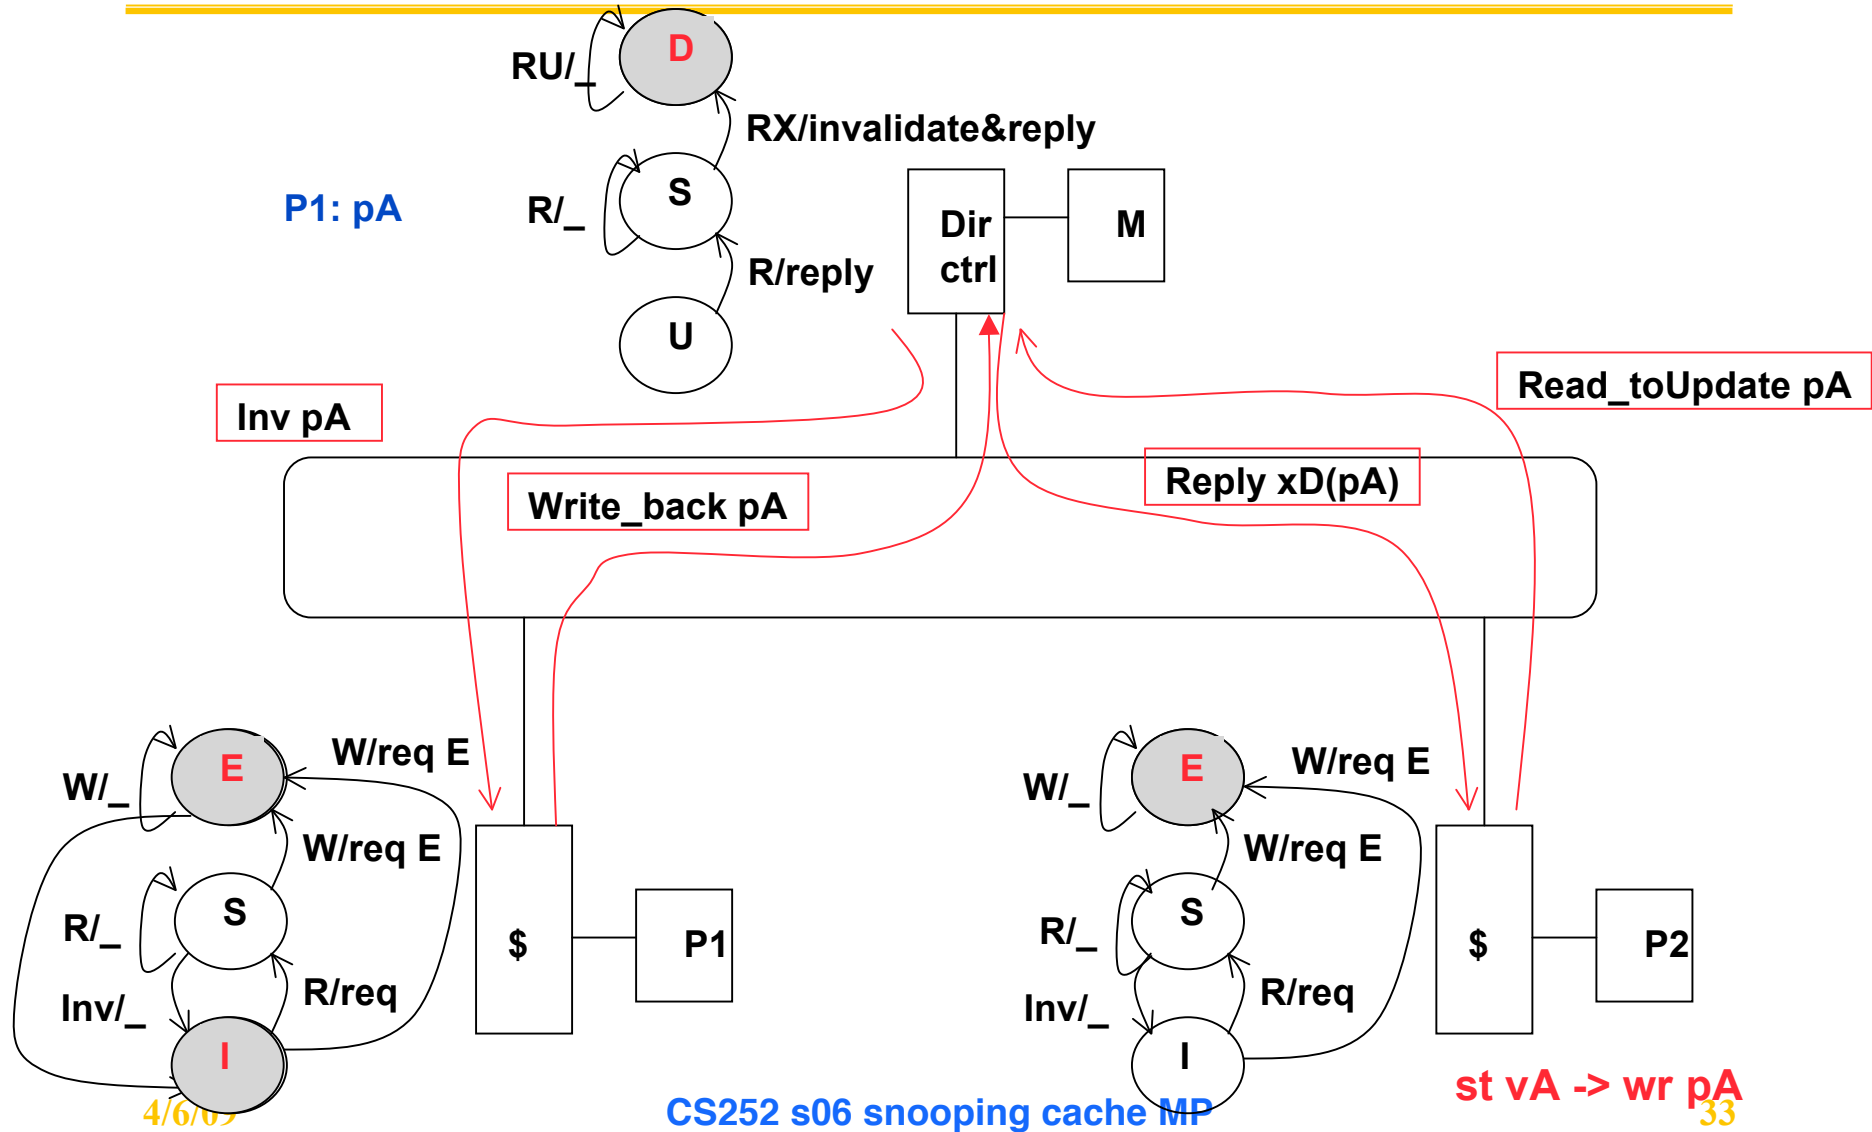 D
RU/_
RX/invalidate&reply
S
P1: pA
R/_
Dir
ctrl
M
R/reply
U
Read_toUpdate pA
Inv pA
Reply xD(pA)
Write_back pA
E
W/req E
W/_
W/req E
S
R/_
$
P1
R/req
Inv/_
I
E
W/req E
W/_
W/req E
S
R/_
$
P2
R/req
Inv/_
I
st vA -> wr pA
CS252 s06 snooping cache MP
33